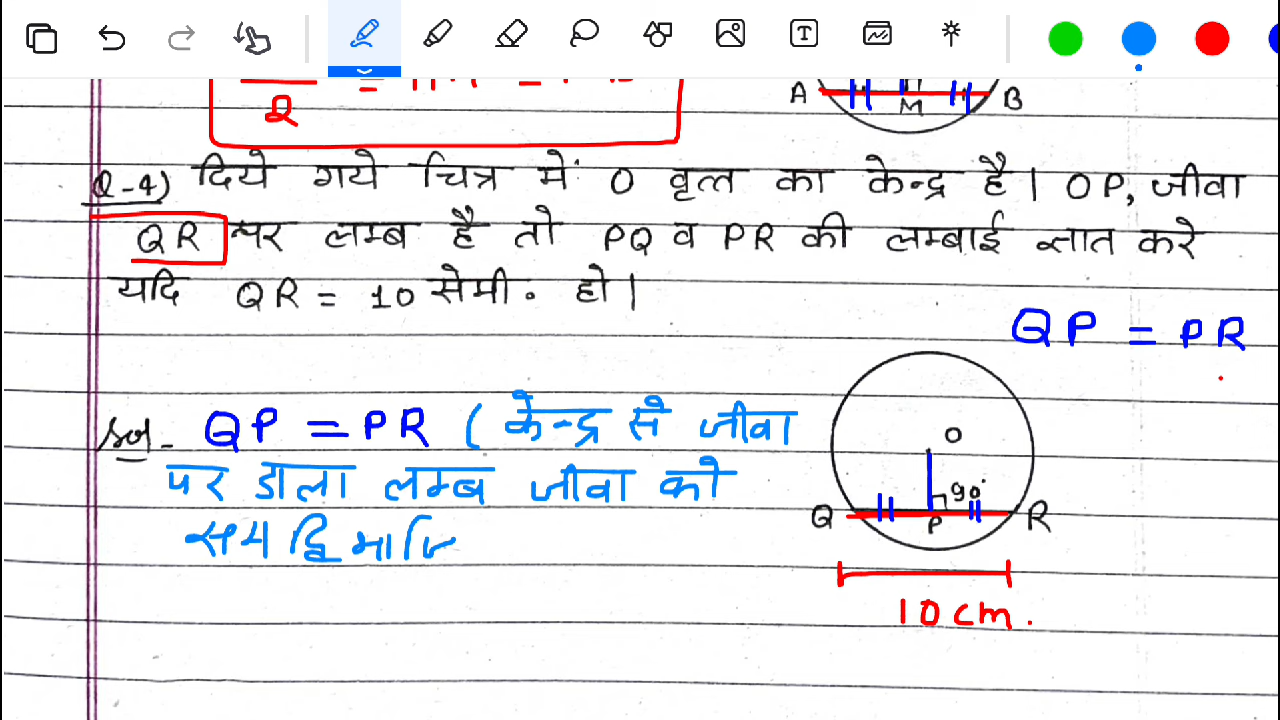 2
A M B
Q-4) दिये गये चित्र में O वृत्त का केन्द्र है। OP, जीवा
QR पर लम्ब है तो PQ व PR की लम्बाई ज्ञात करे
यदि QR = 10 सेमी. हो।
QP = PR
Sol- QP = PR ( केन्द्र से जीवा
पर डाला लम्ब जीवा को
समद्विभाजि
O
90°
Q P R
10 cm.